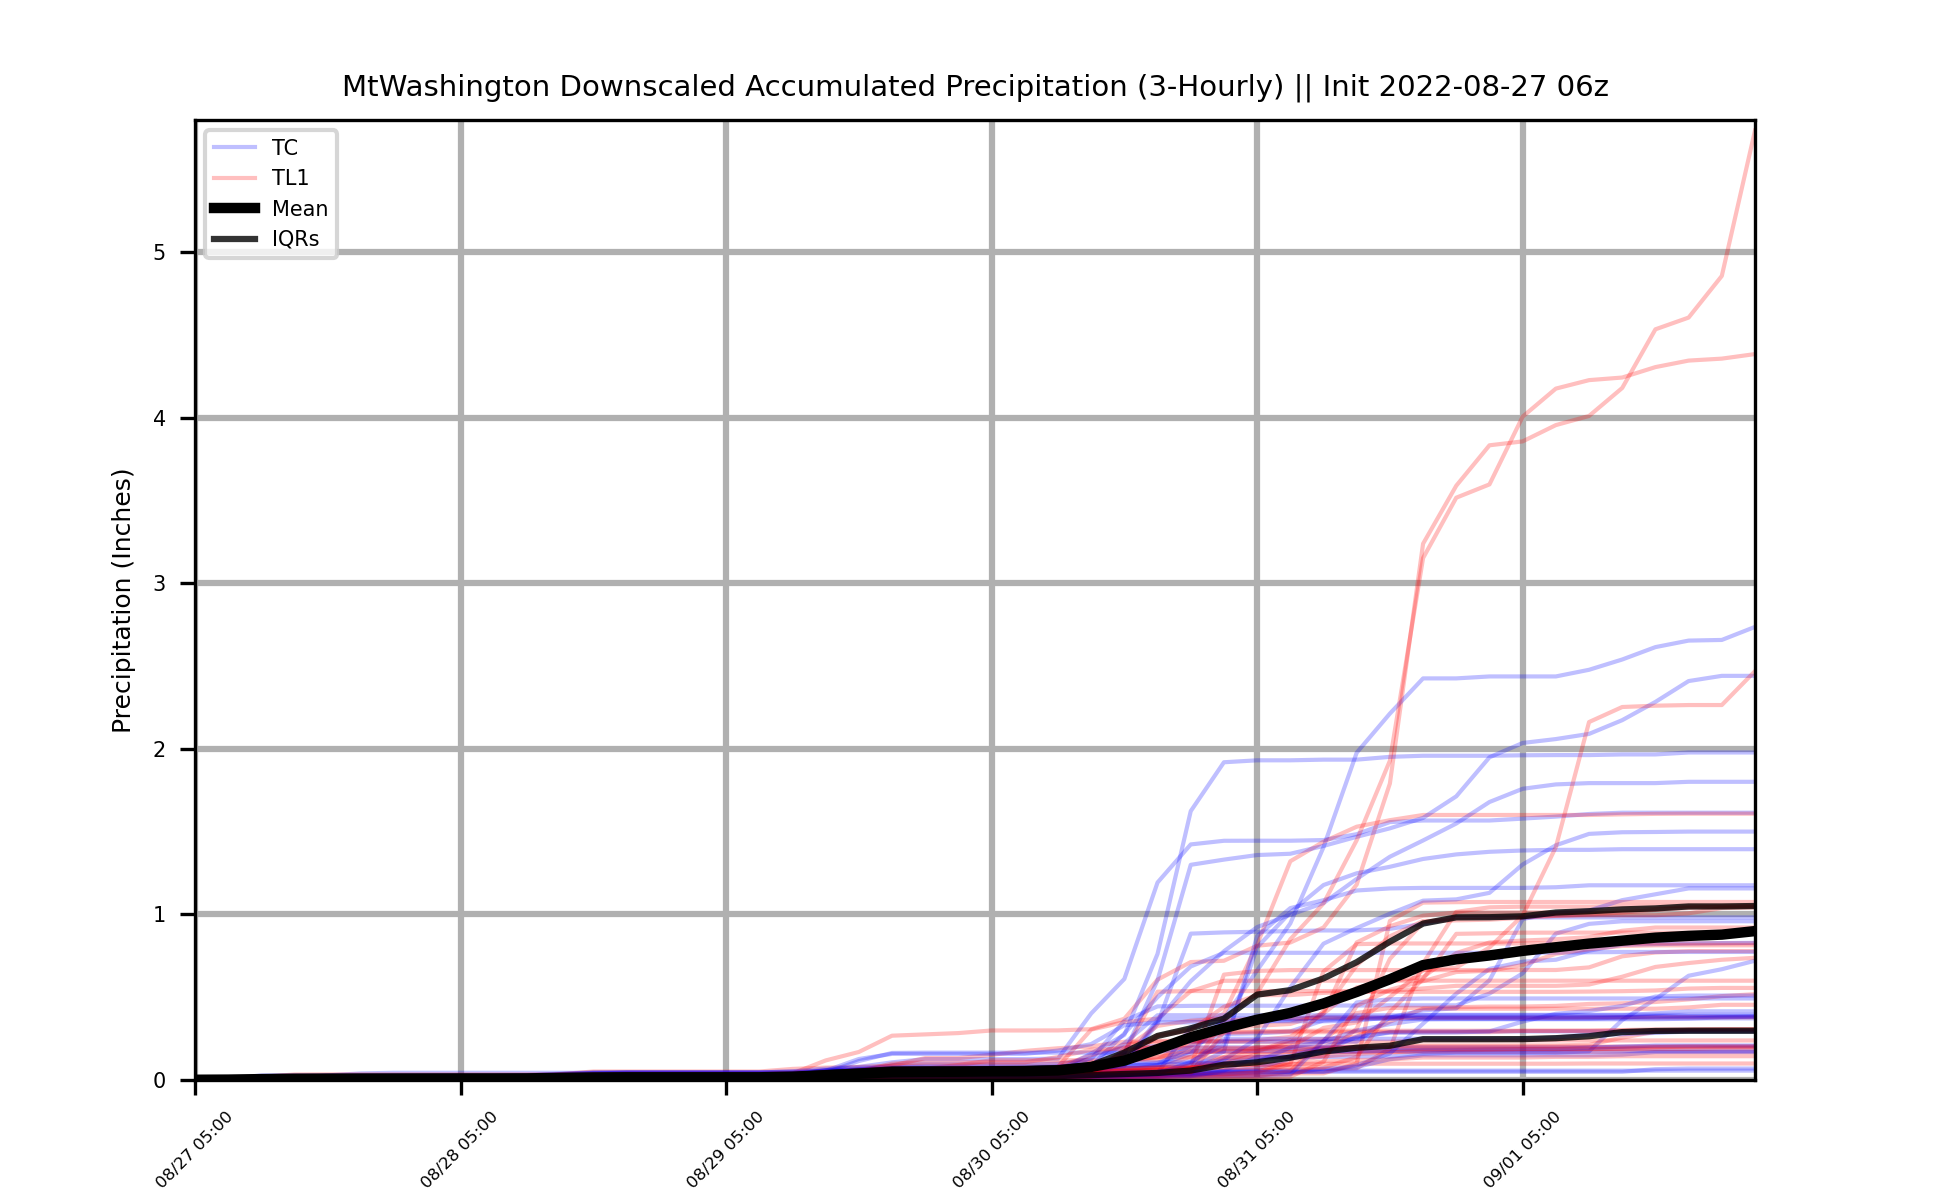 MtWashington Downscaled Accumulated Precipitation (3-Hourly) || Init 2022-08-27 06z
TC
TL1
Mean
IQRs
Precipitation (Inches)
5
4
3
2
1
0
08/27 05:00
08/28 05:00
08/29 05:00
08/30 05:00
08/31 05:00
09/01 05:00